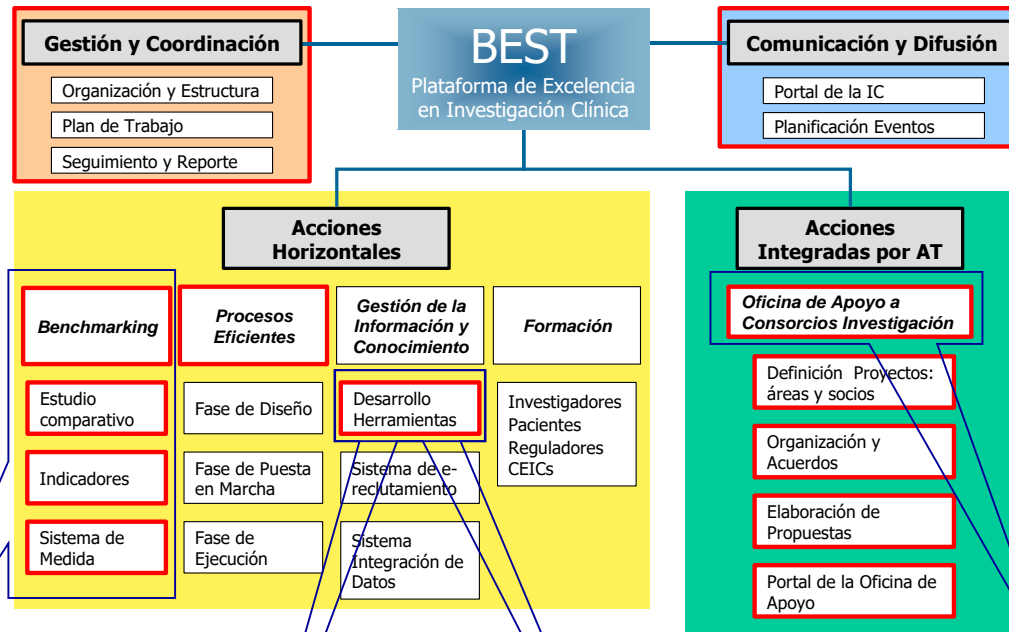 Gestión y Coordinación
Organización y Estructura
Plan de Trabajo
Seguimiento y Reporte
BEST
Plataforma de Excelencia
en Investigación Clínica
Comunicación y Difusión
Portal de la IC
Planificación Eventos
Acciones
Horizontales
Benchmarking
Estudio
comparativo
Indicadores
Sistema de
Medida
Procesos
Eficientes
Fase de Diseño
Fase de Puesta
en Marcha
Fase de
Ejecución
Gestión de la
Información y
Conocimiento
Desarrollo
Herramientas
Sistema de e-
reclutamiento
Sistema
Integración de
Datos
Formación
Investigadores
Pacientes
Reguladores
CEICs
Acciones
Integradas por AT
Oficina de Apoyo a
Consorcios Investigación
Definición Proyectos:
áreas y socios
Organización y
Acuerdos
Elaboración de
Propuestas
Portal de la Oficina de
Apoyo